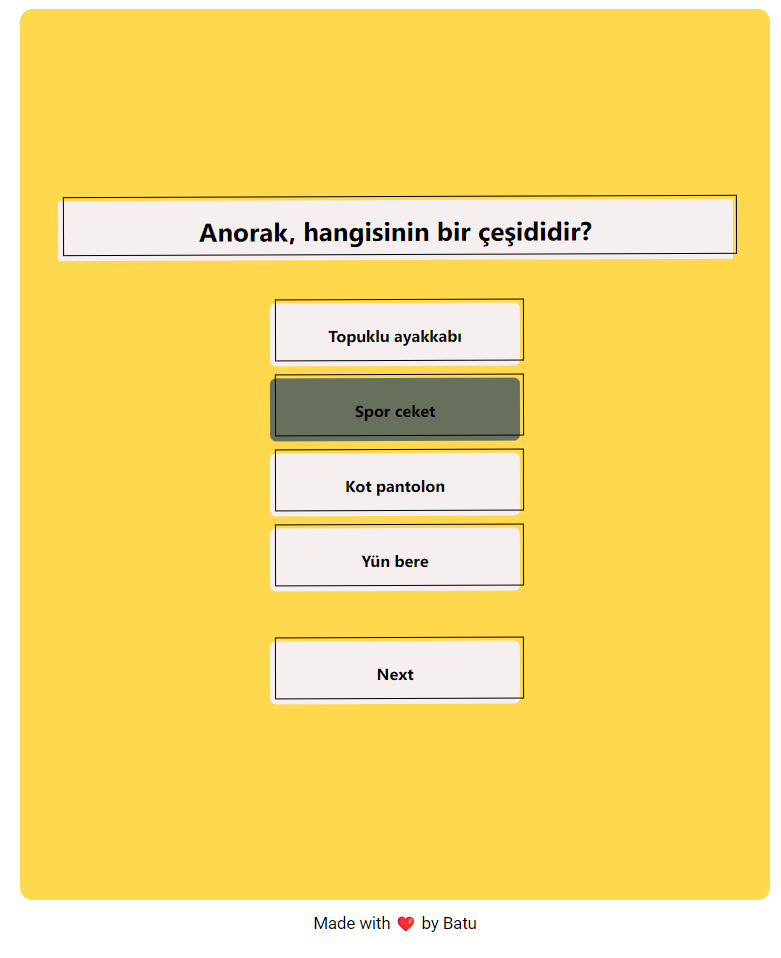 Anorak, hangisinin bir çeşididir?
Topuklu ayakkabı
Spor ceket
Kot pantolon
Yün bere
Next
Made with ❤️ by Batu